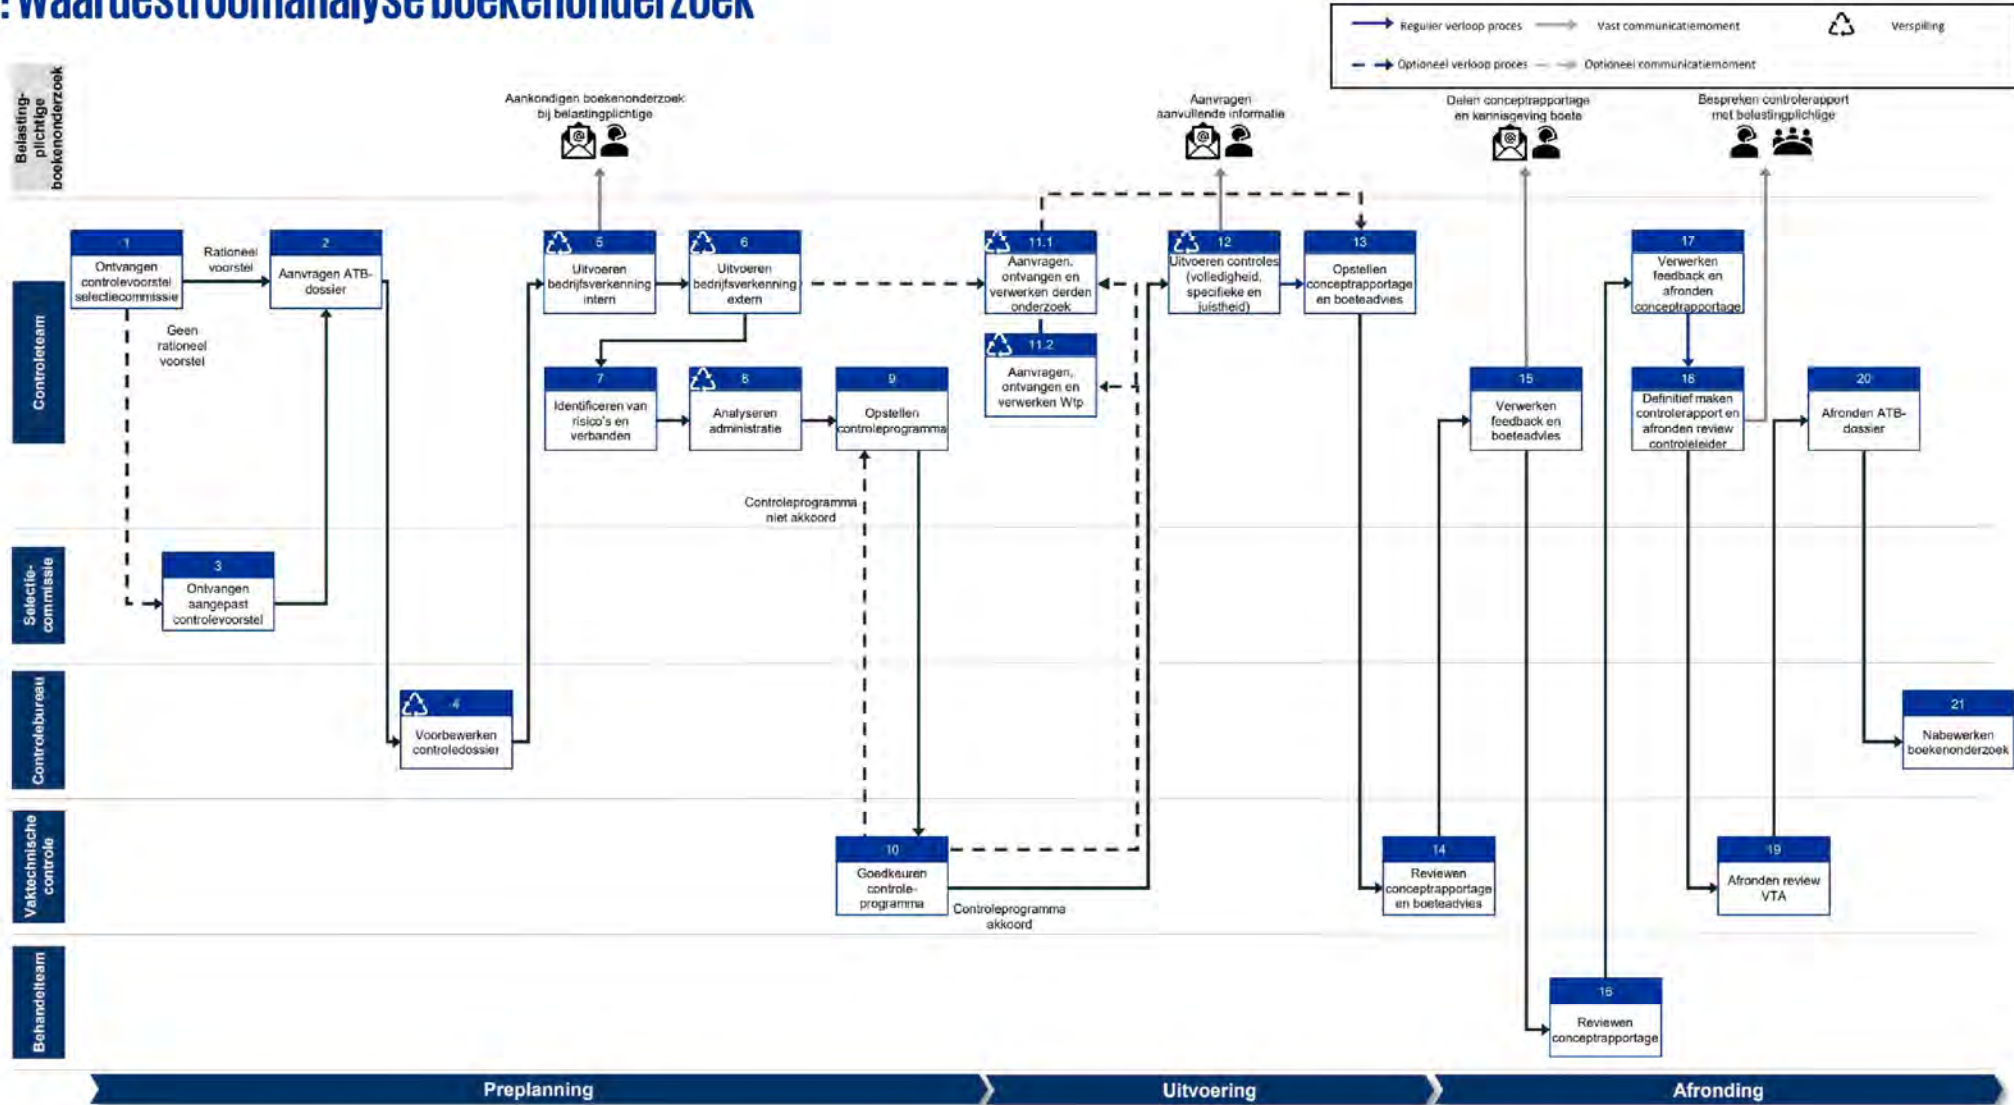 : Waardestroomanalyse boekenonderzoek
Regulier verloop proces
Vast communicatiemoment
Verspilling
Optioneel verloop proces
Optioneel communicatiemoment
Belasting-
plichtige
boekenonderzoek
Aankondigen boekenonderzoek
bij belastingplichtige
Aanvragen
aanvullende informatie
Delen conceptrapportage
en kennisgeving boete
Bespreken controlerapport
met belastingplichtige
Controleteam
1
Ontvangen
controlevoorstel
selectiecommissie
Rationeel
voorstel
Geen
rationeel
voorstel
2
Aanvragen ATB-
dossier
5
Uitvoeren
bedrijfsverkenning
intern
6
Uitvoeren
bedrijfsverkenning
extern
7
Identificeren van
risico's en
verbanden
8
Analyseren
administratie
9
Opstellen
controleprogramma
Controleprogramma
niet akkoord
11.1
Aanvragen,
ontvangen en
verwerken derden
onderzoek
11.2
Aanvragen,
ontvangen en
verwerken Wtp
12
Uitvoeren controles
(volledigheid,
specifieke en
juistheid)
13
Opstellen
conceptrapportage
en boeteadvies
15
Verwerken
feedback en
boeteadvies
17
Verwerken
feedback en
afronden
conceptrapportage
18
Definitief maken
controlerapport en
afronden review
controleleider
20
Afronden ATB-
dossier
Selectie-
commissie
3
Ontvangen
aangepast
controlevoorstel
Controlebureau
4
Voorbewerken
controledossier
21
Nabewerken
boekenonderzoek
Vaktechnische
controle
10
Goedkeuren
controle-
programma
Controleprogramma
akkoord
14
Reviewen
conceptrapportage
en boeteadvies
19
Afronden review
VTA
Behandelteam
16
Reviewen
conceptrapportage
Preplanning
Uitvoering
Afronding